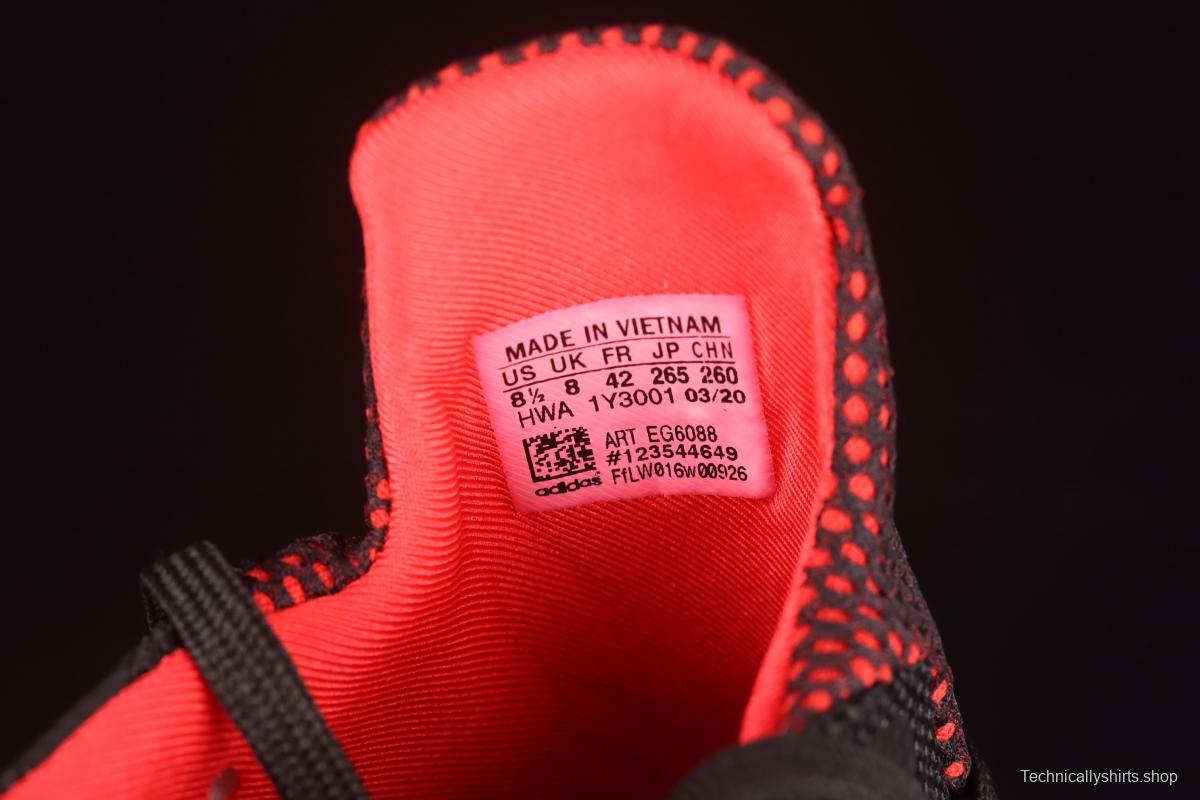 MADE IN VIETNAM
US UK FR JP CHN
8½ 8 42 265 260
HWA 1Y3001 03/20
ART EG6088
#123544649
FfLW016w00926
adidas
Technicallyshirts.shop